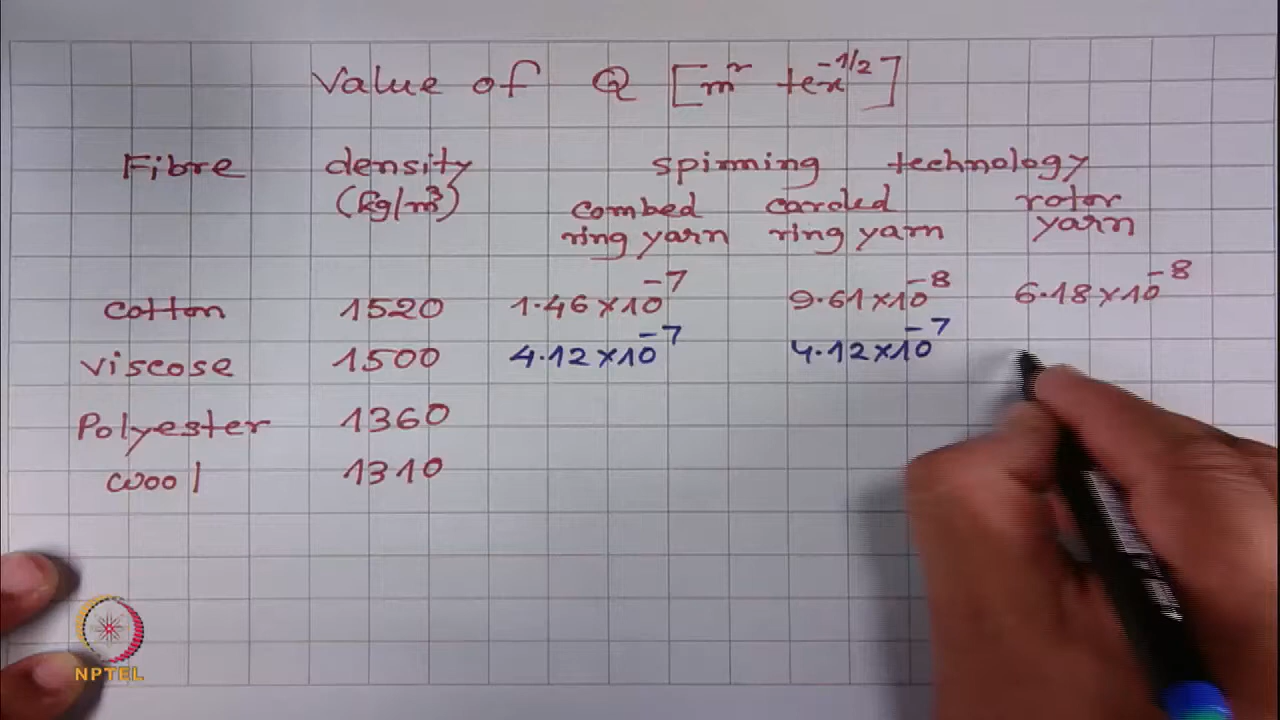 Value of Q [m² tex^-1/2]
Fibre density spinning technology
(kg/m³) combed carded rotor
ring yarn ring yarn yarn
cotton 1520 1.46×10^-7 9.61×10^-8 6.18×10^-8
viscose 1500 4.12×10^-7 4.12×10^-7
Polyester 1360
wool 1310
NPTEL